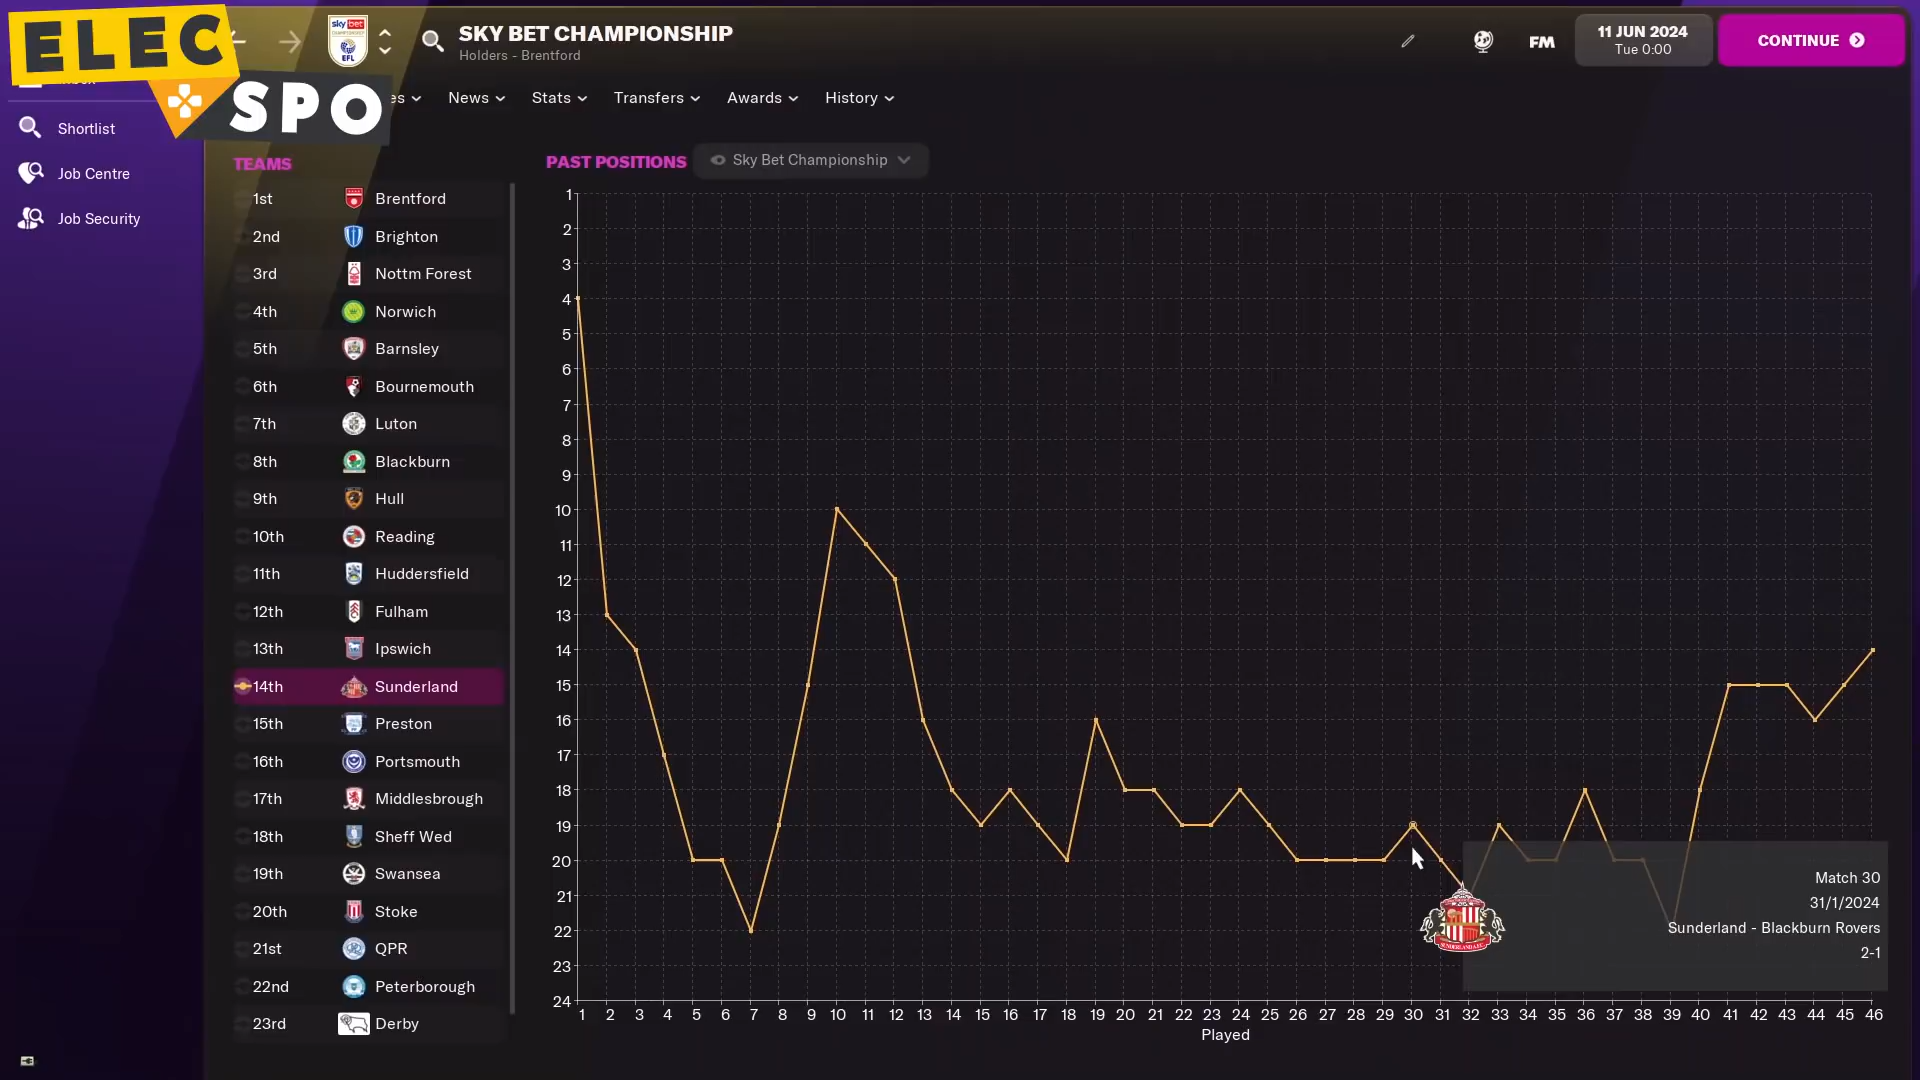 ELEC
SPO
sky bet
CHAMPIONSHIP
EFL
SKY BET CHAMPIONSHIP
Holders - Brentford
FM
11 JUN 2024
Tue 0:00
CONTINUE
News
Stats
Transfers
Awards
History
Shortlist
Job Centre
Job Security
TEAMS
1st Brentford
2nd Brighton
3rd Nottm Forest
4th Norwich
5th Barnsley
6th Bournemouth
7th Luton
8th Blackburn
9th Hull
10th Reading
11th Huddersfield
12th Fulham
13th Ipswich
14th Sunderland
15th Preston
16th Portsmouth
17th Middlesbrough
18th Sheff Wed
19th Swansea
20th Stoke
21st QPR
22nd Peterborough
23rd Derby
PAST POSITIONS
Sky Bet Championship
1
2
3
4
5
6
7
8
9
10
11
12
13
14
15
16
17
18
19
20
21
22
23
24
1 2 3 4 5 6 7 8 9 10 11 12 13 14 15 16 17 18 19 20 21 22 23 24 25 26 27 28 29 30 31 32 33 34 35 36 37 38 39 40 41 42 43 44 45 46
Played
Match 30
31/1/2024
Sunderland - Blackburn Rovers
2-1